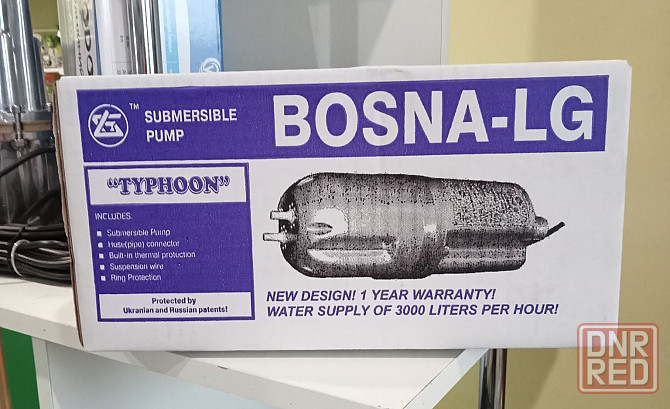 TM
SUBMERSIBLE
PUMP
BOSNA-LG
“TYPHOON”
INCLUDES:
Submersible Pump
Hose(pipe) connector
Built-in thermal protection
Suspension wire
Ring Protection
Protected by
Ukranian and Russian patents!
NEW DESIGN! 1 YEAR WARRANTY!
WATER SUPPLY OF 3000 LITERS PER HOUR!
DNR
RED